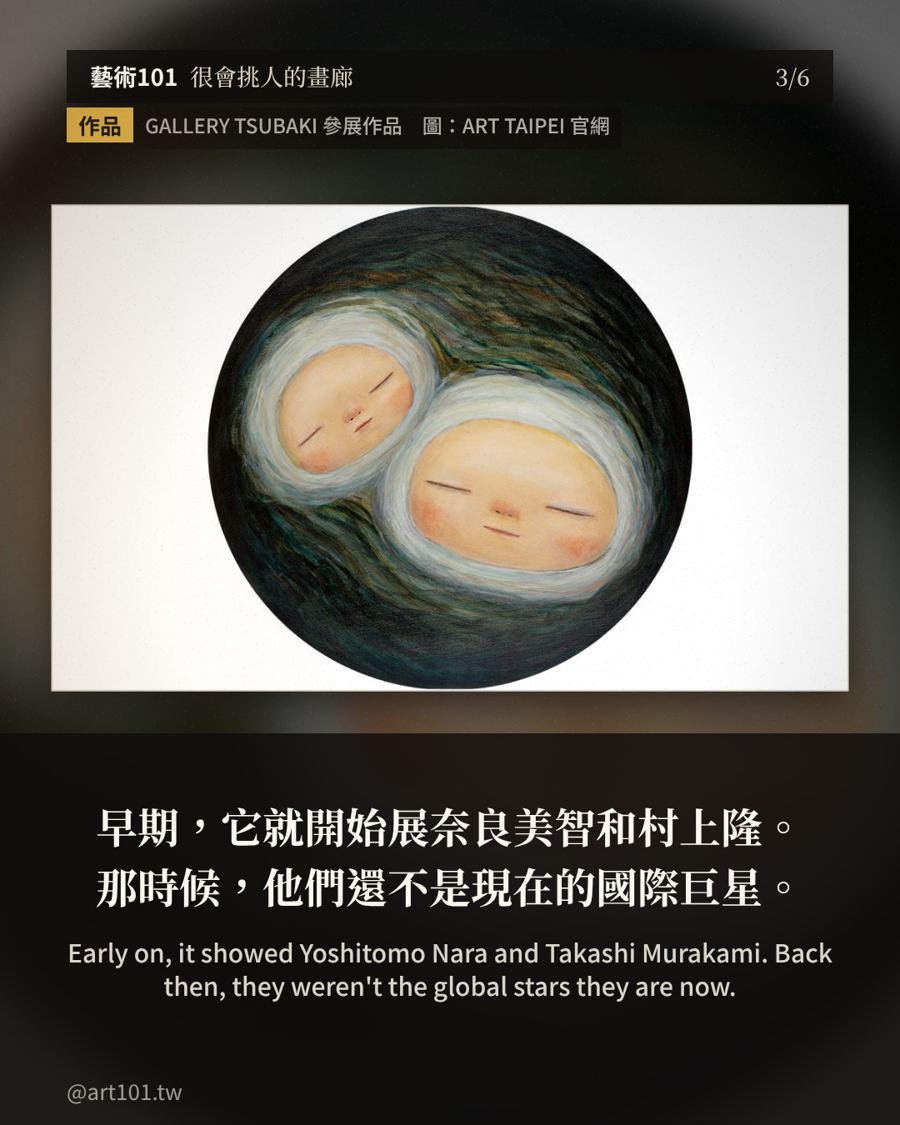 藝術101 很會挑人的畫廊 3/6
作品 GALLERY TSUBAKI 參展作品 圖：ART TAIPEI 官網
早期，它就開始展奈良美智和村上隆。
那時候，他們還不是現在的國際巨星。
Early on, it showed Yoshitomo Nara and Takashi Murakami. Back
then, they weren't the global stars they are now.
@art101.tw